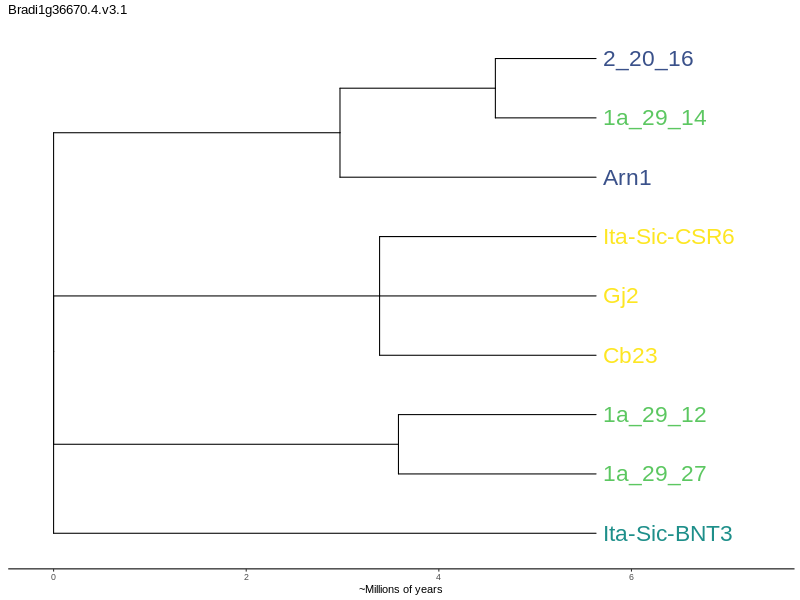 Bradi1g36670.4.v3.1
2_20_16
1a_29_14
Arn1
Ita-Sic-CSR6
Gj2
Cb23
1a_29_12
1a_29_27
Ita-Sic-BNT3
0 2 4 6
~Millions of years